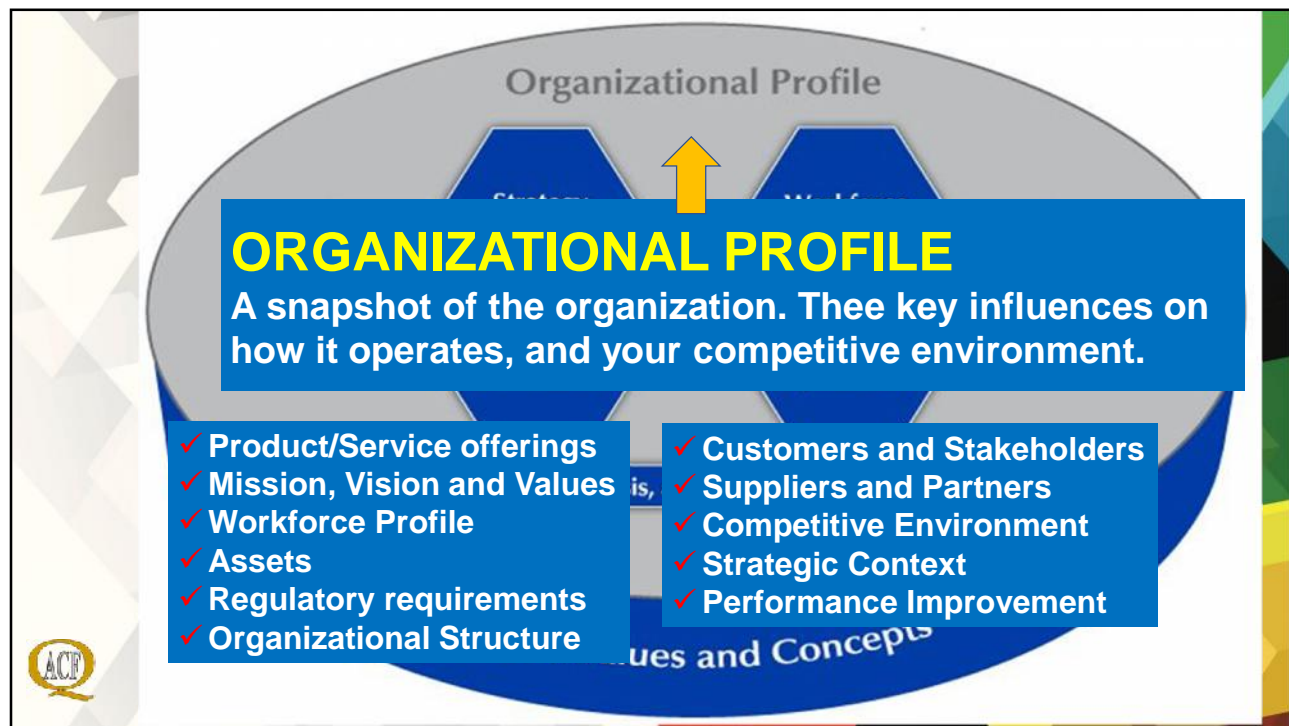 Organizational Profile
ORGANIZATIONAL PROFILE
A snapshot of the organization. Thee key influences on
how it operates, and your competitive environment.
✓ Product/Service offerings
✓ Mission, Vision and Values
✓ Workforce Profile
✓ Assets
✓ Regulatory requirements
✓ Organizational Structure
✓ Customers and Stakeholders
✓ Suppliers and Partners
✓ Competitive Environment
✓ Strategic Context
✓ Performance Improvement
and Concepts
ACF